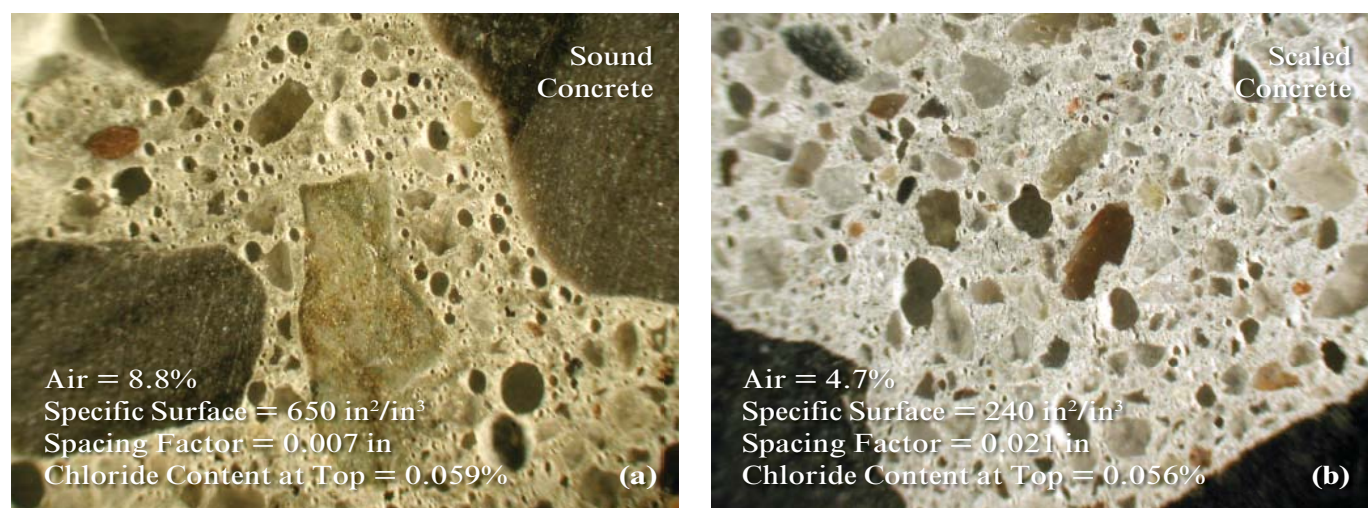 Sound
Concrete
Air = 8.8%
Specific Surface = 650 in²/in³
Spacing Factor = 0.007 in
Chloride Content at Top = 0.059%
(a)
Scaled
Concrete
Air = 4.7%
Specific Surface = 240 in²/in³
Spacing Factor = 0.021 in
Chloride Content at Top = 0.056%
(b)